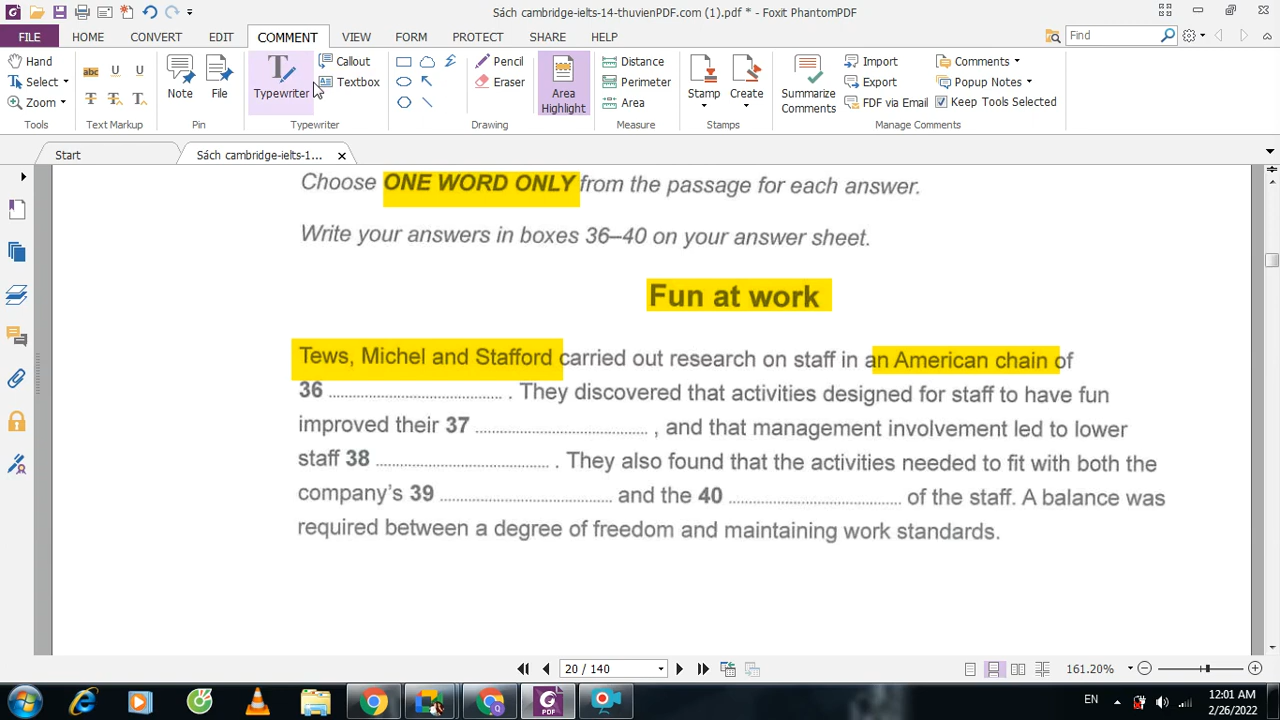 Sách cambridge-ielts-14-thuvienPDF.com (1).pdf * - Foxit PhantomPDF
FILE HOME CONVERT COMMENT EDIT VIEW FORM PROTECT SHARE HELP Find
Hand
Select
Zoom
Tools
abc U U
T T T
Text Markup
Note File
Pin
Typewriter
Callout
Textbox
Typewriter
Pencil
Eraser
Drawing
Area Highlight
Distance
Perimeter
Area
Measure
Stamp Create
Stamps
Summarize Comments
Import
Export
FDF via Email
Comments
Popup Notes
Keep Tools Selected
Manage Comments
Start Sách cambridge-ielts-1...
Choose ONE WORD ONLY from the passage for each answer.
Write your answers in boxes 36–40 on your answer sheet.
Fun at work
Tews, Michel and Stafford carried out research on staff in an American chain of
36 .............................................. . They discovered that activities designed for staff to have fun
improved their 37 .............................................. , and that management involvement led to lower
staff 38 .............................................. . They also found that the activities needed to fit with both the
company's 39 .............................................. and the 40 .............................................. of the staff. A balance was
required between a degree of freedom and maintaining work standards.
20 / 140
161.20%
EN
12:01 AM
2/26/2022